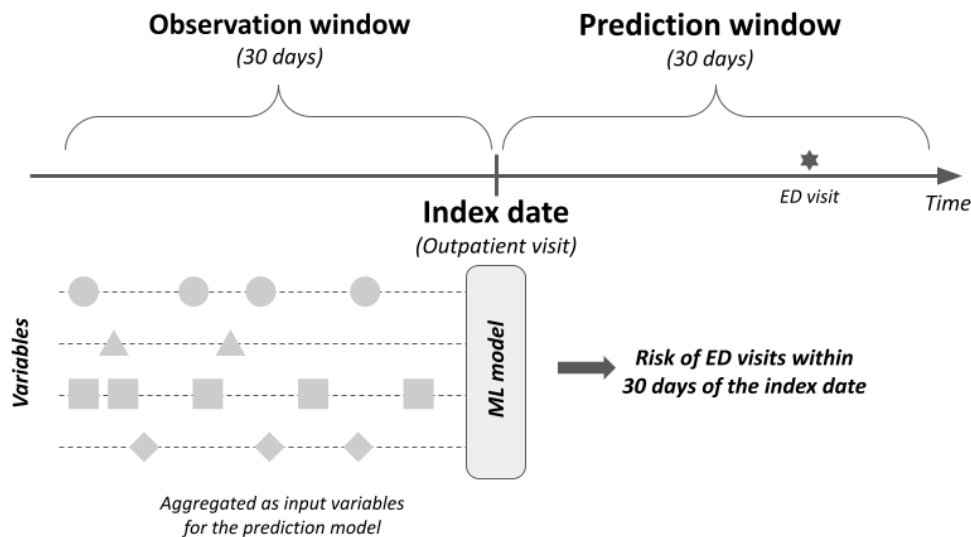 Observation window
(30 days)
Prediction window
(30 days)
ED visit
Time
Index date
(Outpatient visit)
Variables
ML model
Risk of ED visits within
30 days of the index date
Aggregated as input variables
for the prediction model